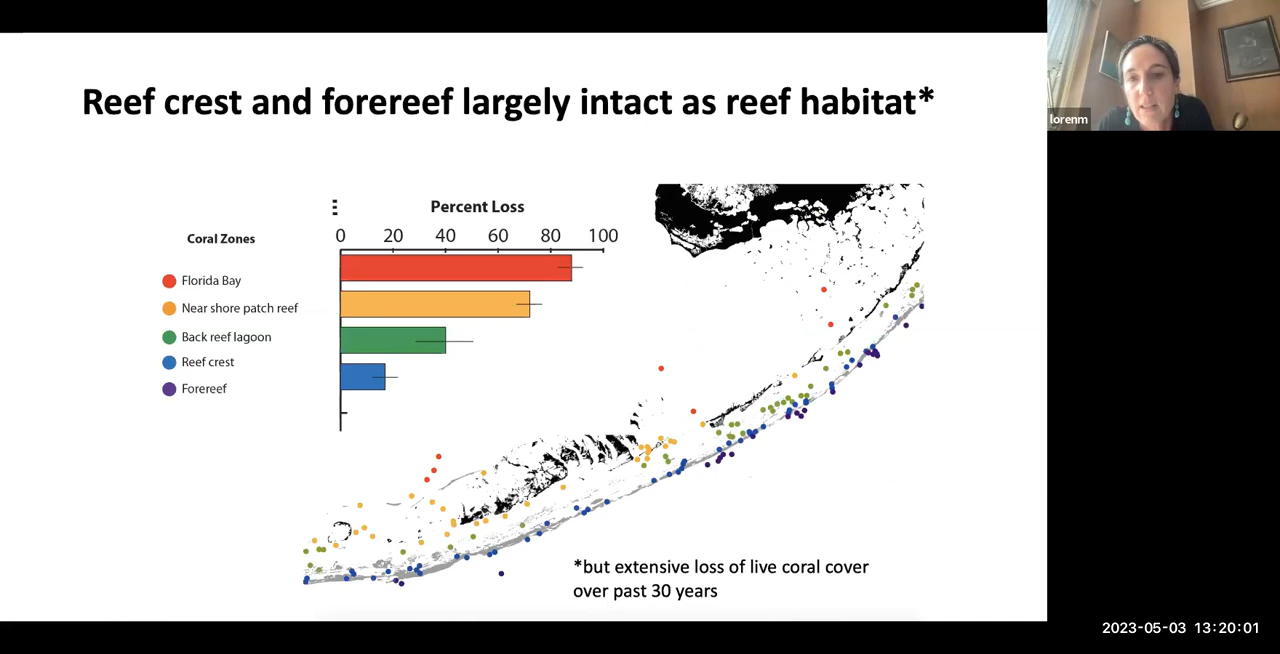 Reef crest and forereef largely intact as reef habitat*
lorenm
Percent Loss
Coral Zones
0 20 40 60 80 100
Florida Bay
Near shore patch reef
Back reef lagoon
Reef crest
Forereef
*but extensive loss of live coral cover
over past 30 years
2023-05-03 13:20:01